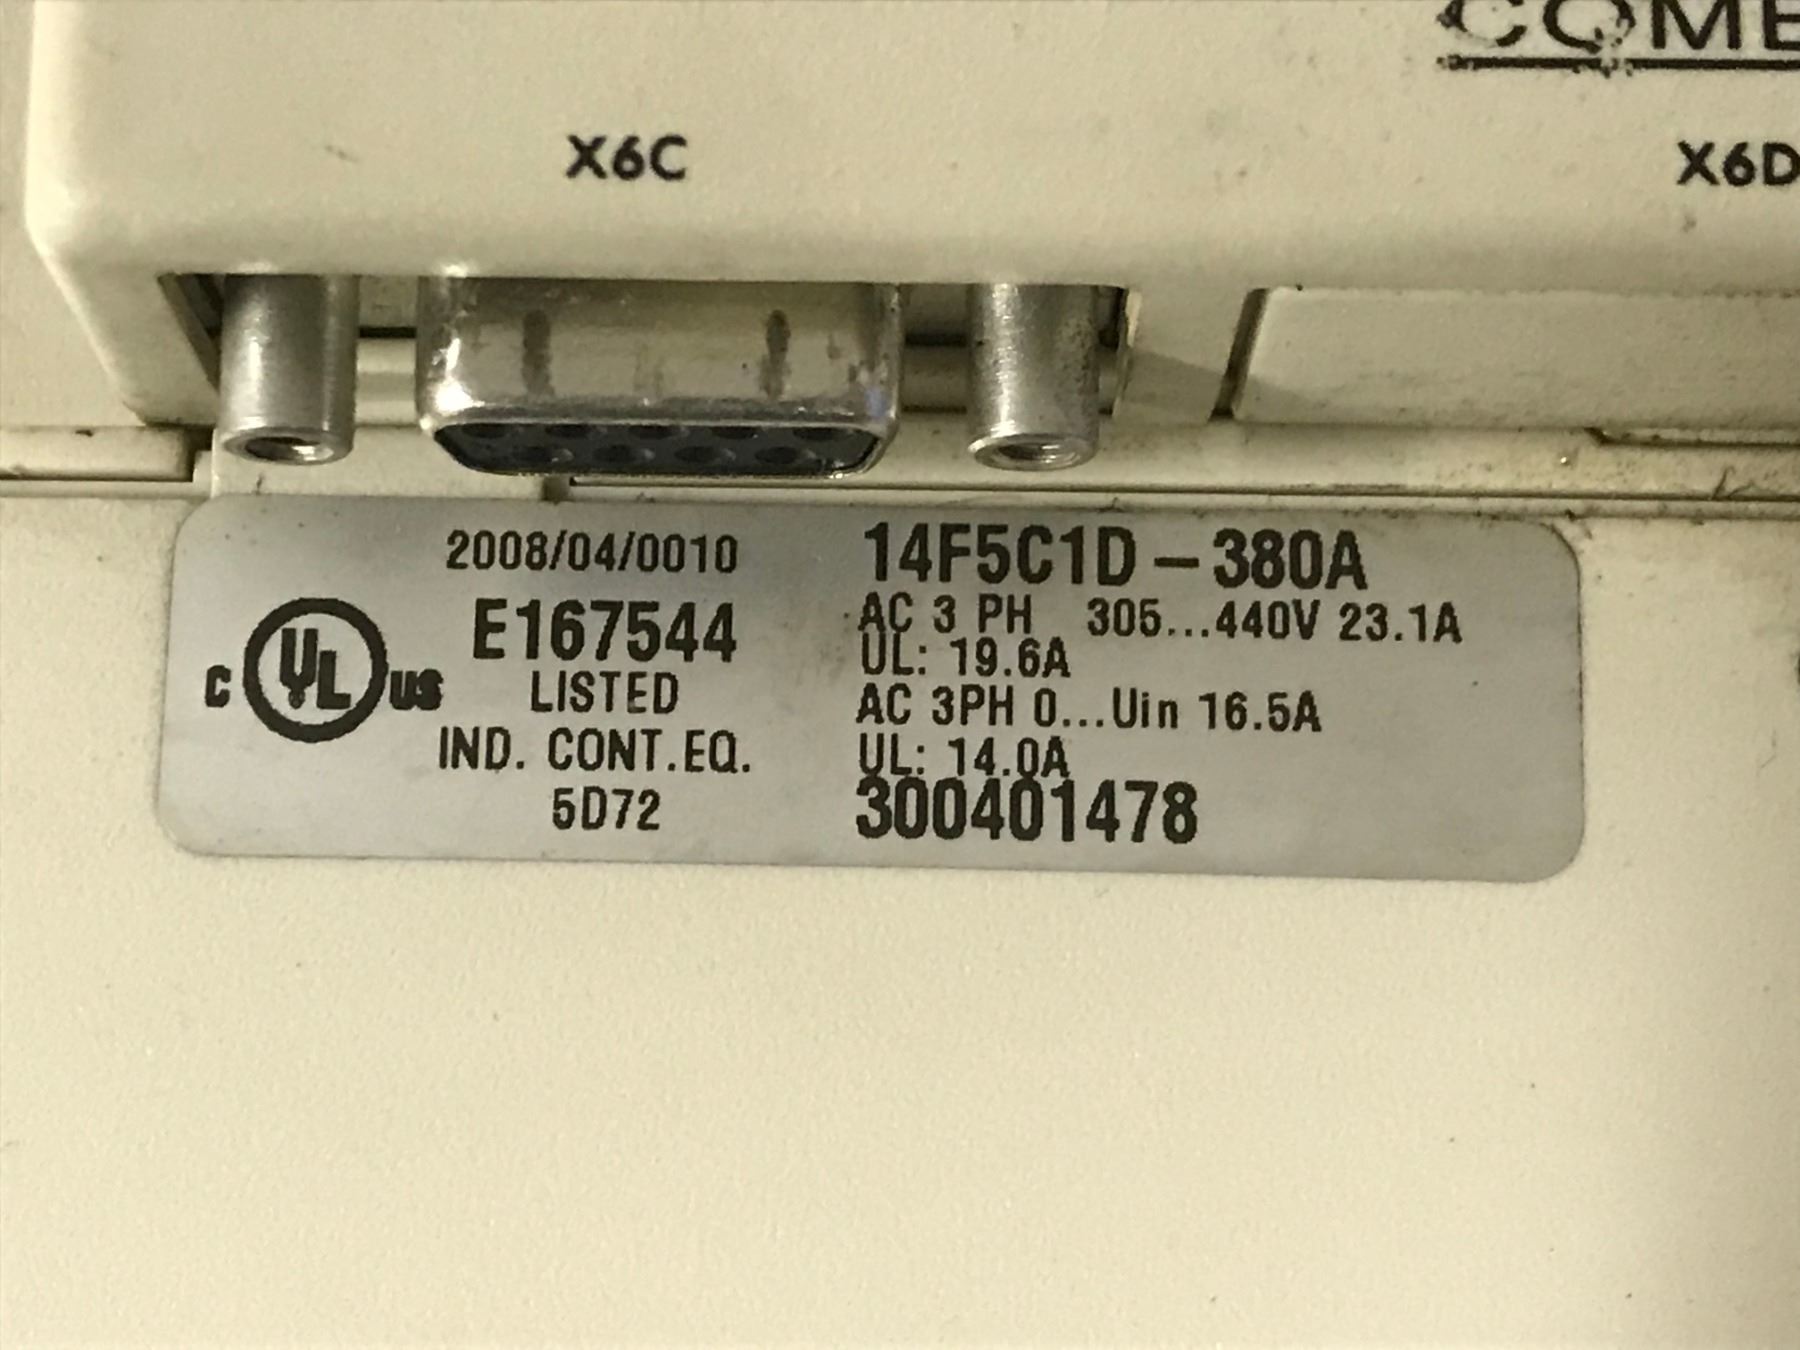 COME
X6C
X6D
2008/04/0010
E167544
C UL US
LISTED
IND. CONT.EQ.
5D72
14F5C1D-380A
AC 3 PH 305...440V 23.1A
UL: 19.6A
AC 3PH 0...Uin 16.5A
UL: 14.0A
300401478